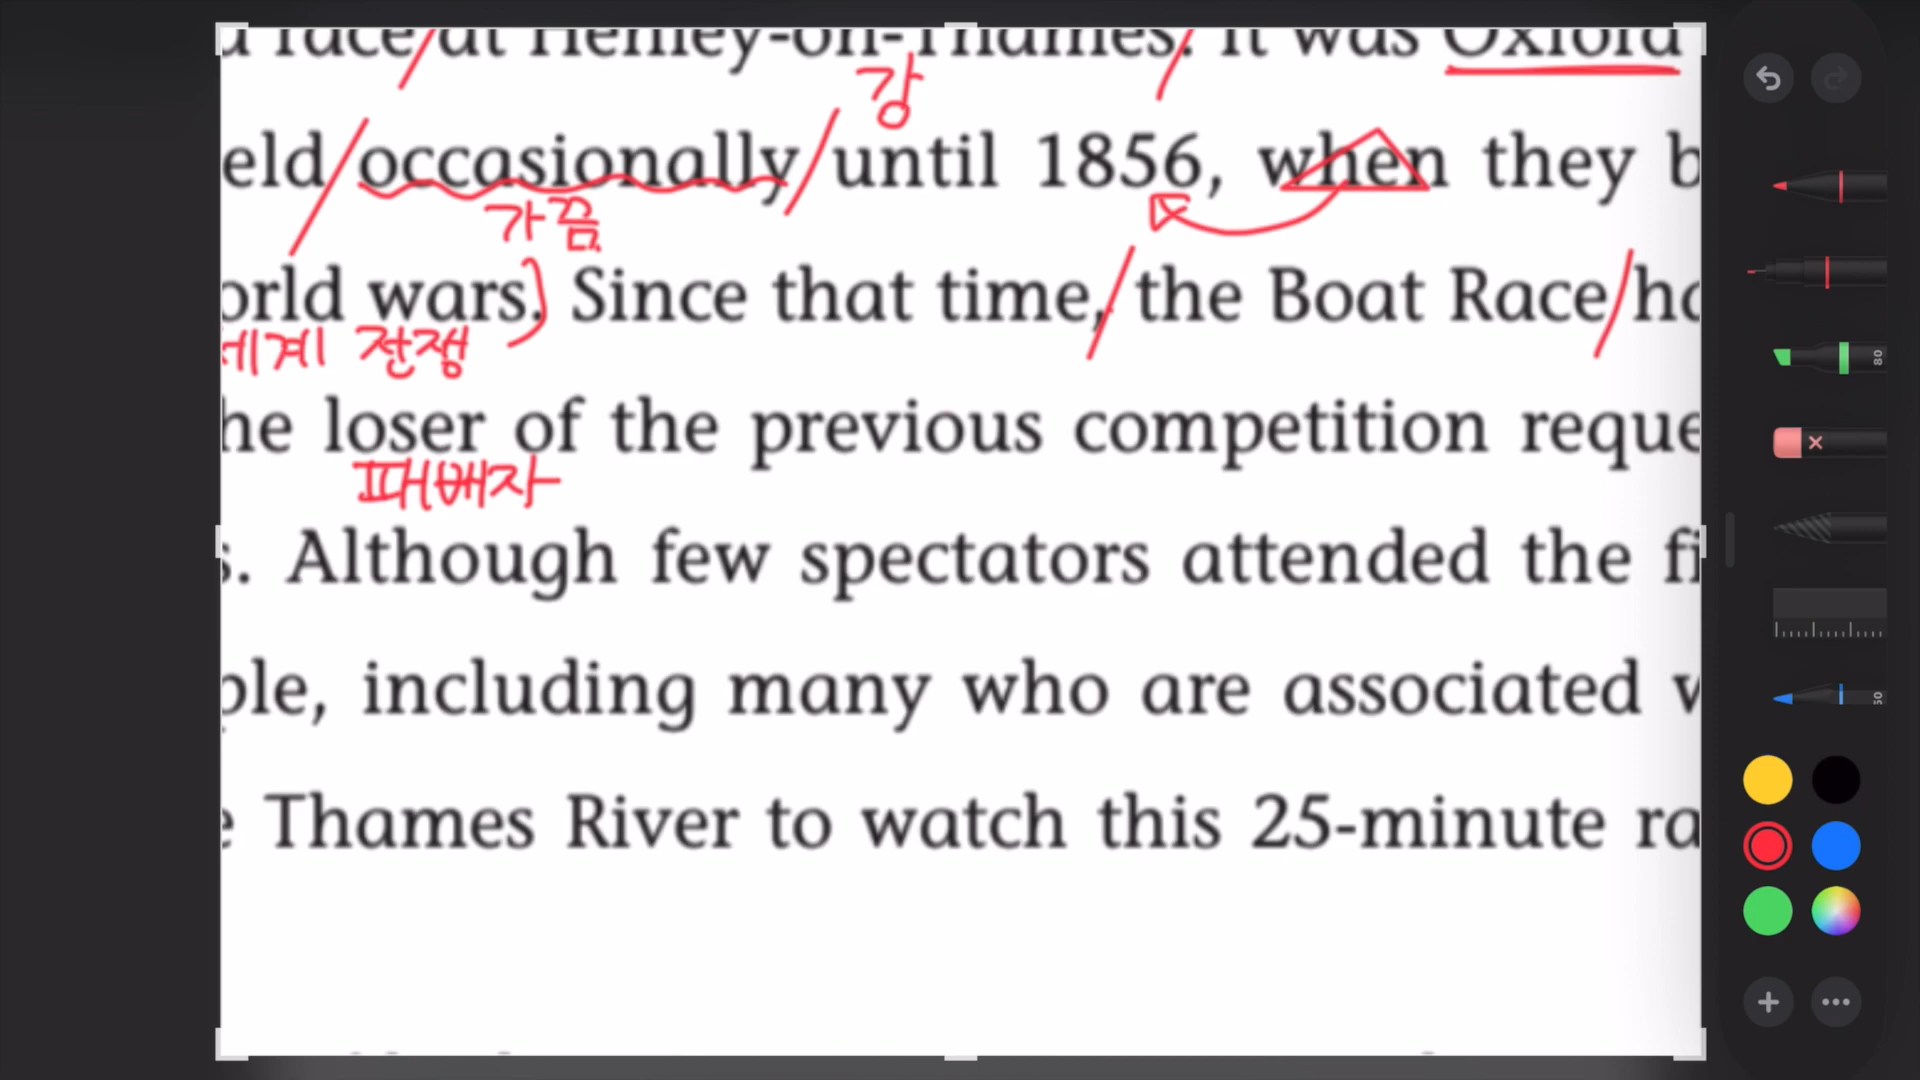 a race at Henley-on-Thames. It was Oxford
강
eld occasionally until 1856, when they b
가끔
orld wars. Since that time, the Boat Race ha
세계 전쟁
he loser of the previous competition reque
패배자
s. Although few spectators attended the fi
ple, including many who are associated w
e Thames River to watch this 25-minute ra
80
50